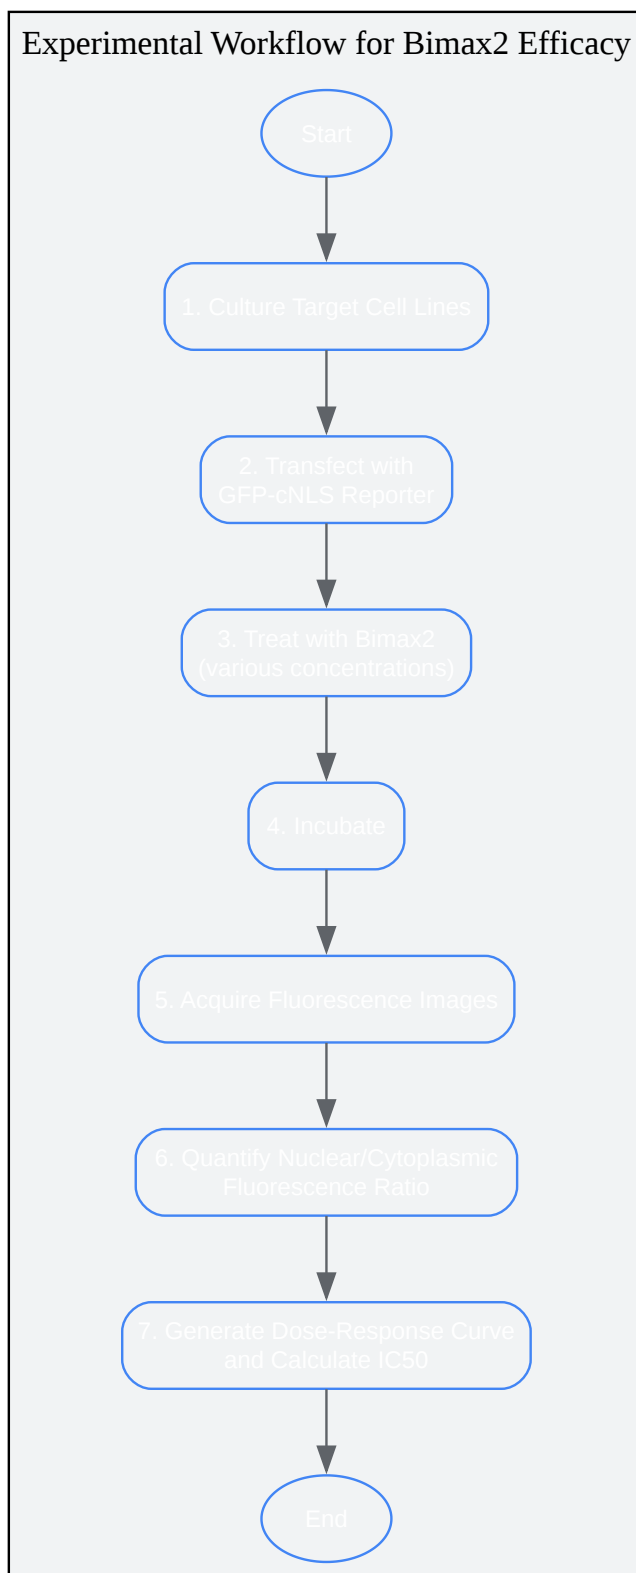 Experimental Workflow for Bimax2 Efficacy
Start
1. Culture Target Cell Lines
2. Transfect with
GFP-cNLS Reporter
3. Treat with Bimax2
(various concentrations)
4. Incubate
5. Acquire Fluorescence Images
6. Quantify Nuclear/Cytoplasmic
Fluorescence Ratio
7. Generate Dose-Response Curve
and Calculate IC50
End